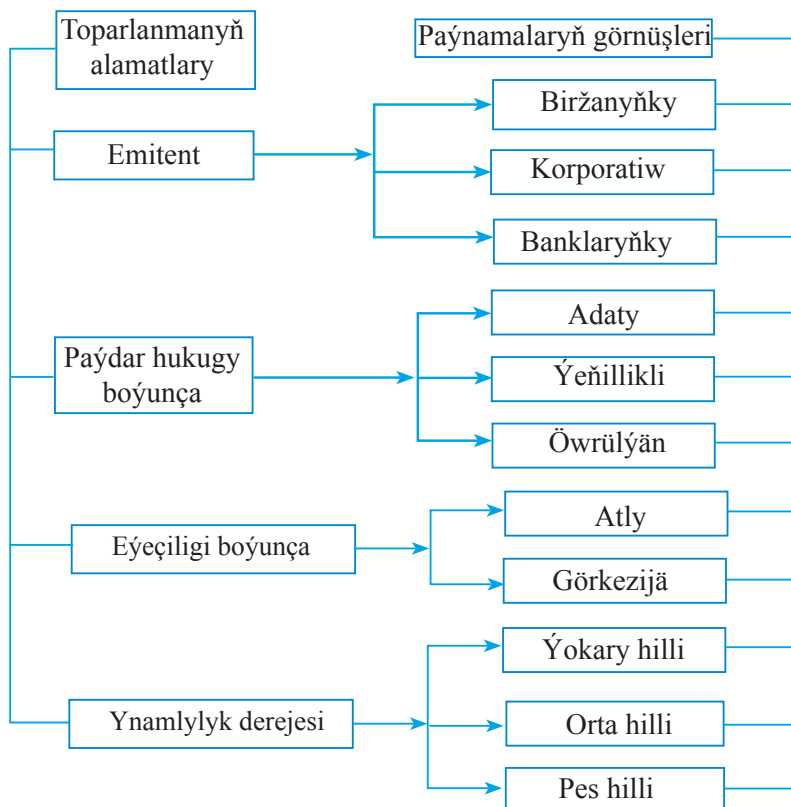 Toparlanmanyň
alamatlary
Paýnamalaryň görnüşleri
Emitent
Biržanyňky
Korporatiw
Banklaryňky
Paýdar hukugy
boýunça
Adaty
Ýeňillikli
Öwrülýän
Eýeçiligi boýunça
Atly
Görkezijä
Ynamlylyk derejesi
Ýokary hilli
Orta hilli
Pes hilli